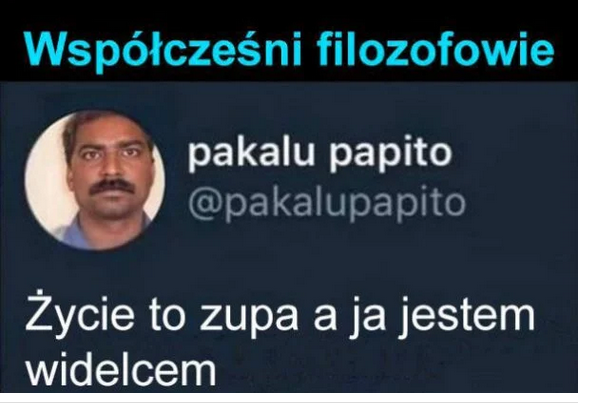 Współcześni filozofowie
pakalu papito
@pakalupapito
Życie to zupa a ja jestem
widelcem